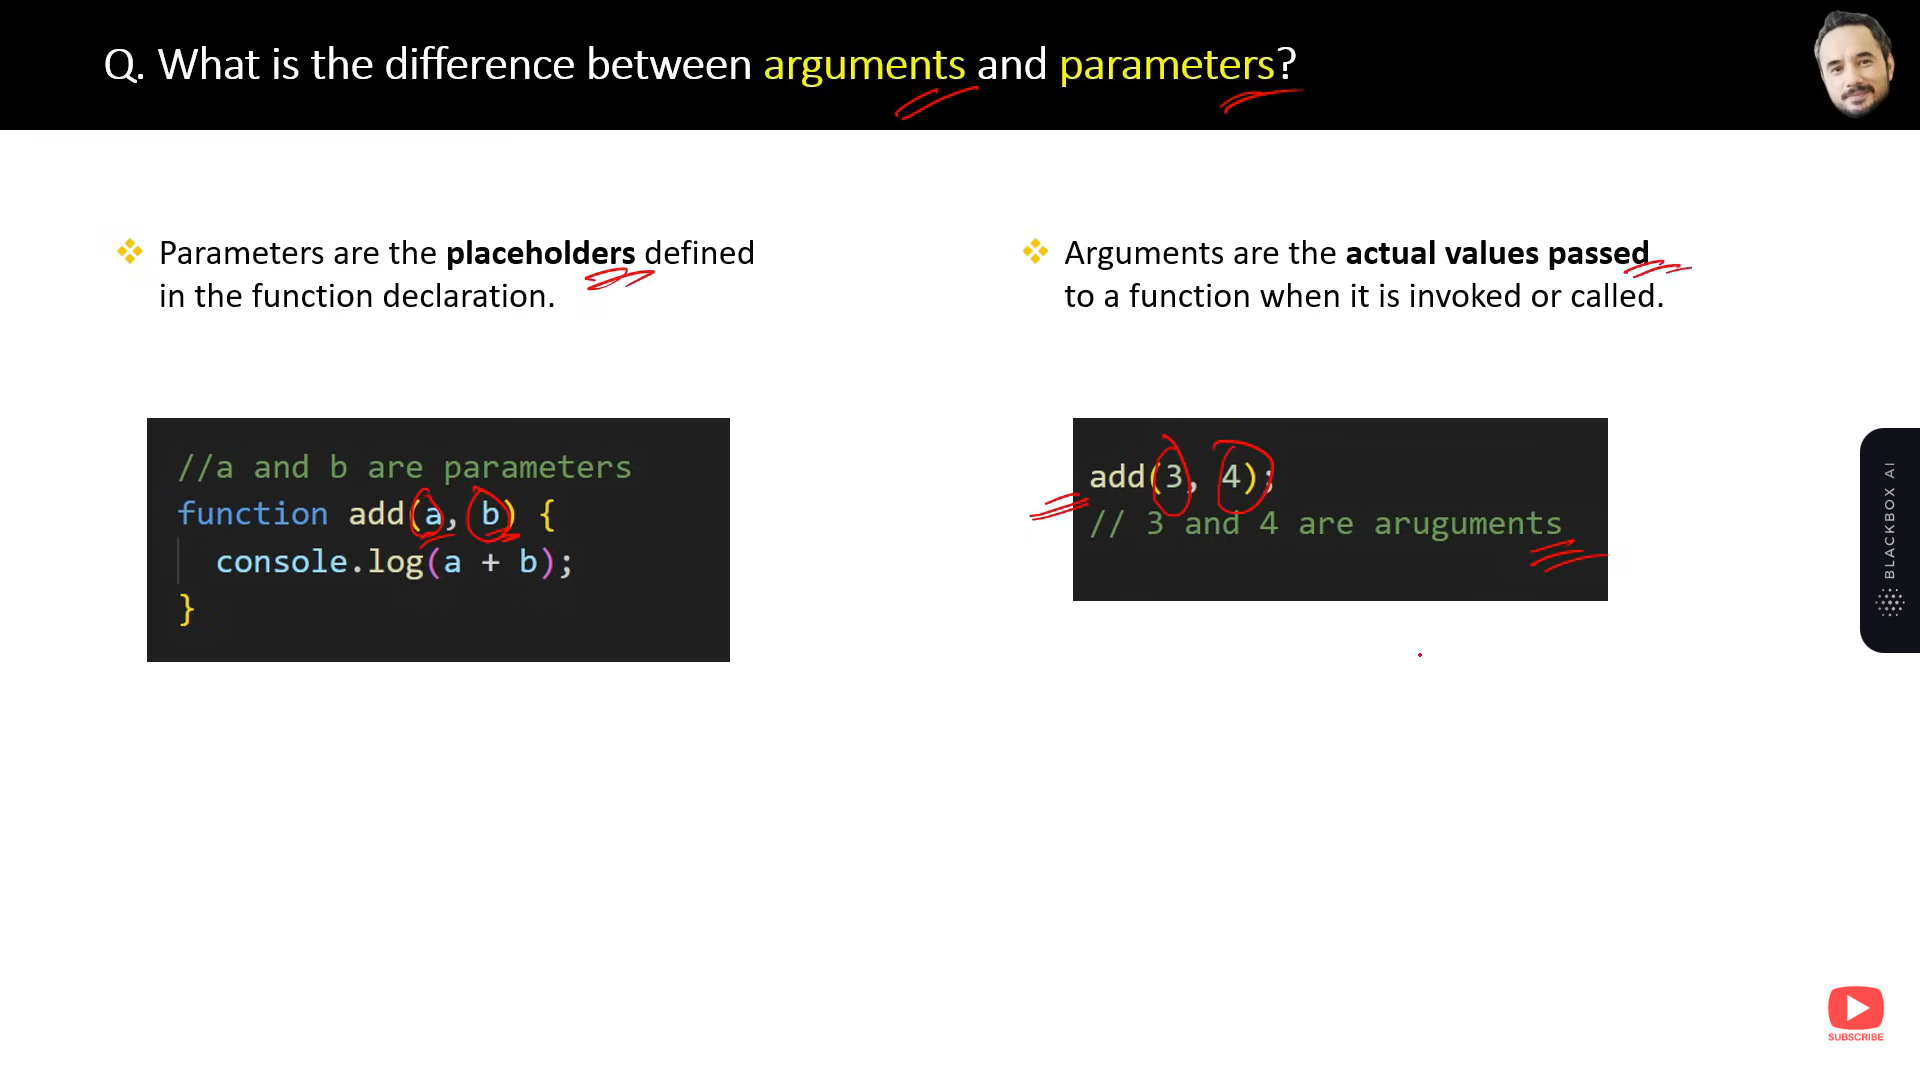 Q. What is the difference between arguments and parameters?
Parameters are the placeholders defined
in the function declaration.
//a and b are parameters
function add(a, b) {
console.log(a + b);
}
Arguments are the actual values passed
to a function when it is invoked or called.
add(3, 4);
// 3 and 4 are aruguments
BLACKBOX AI
SUBSCRIBE